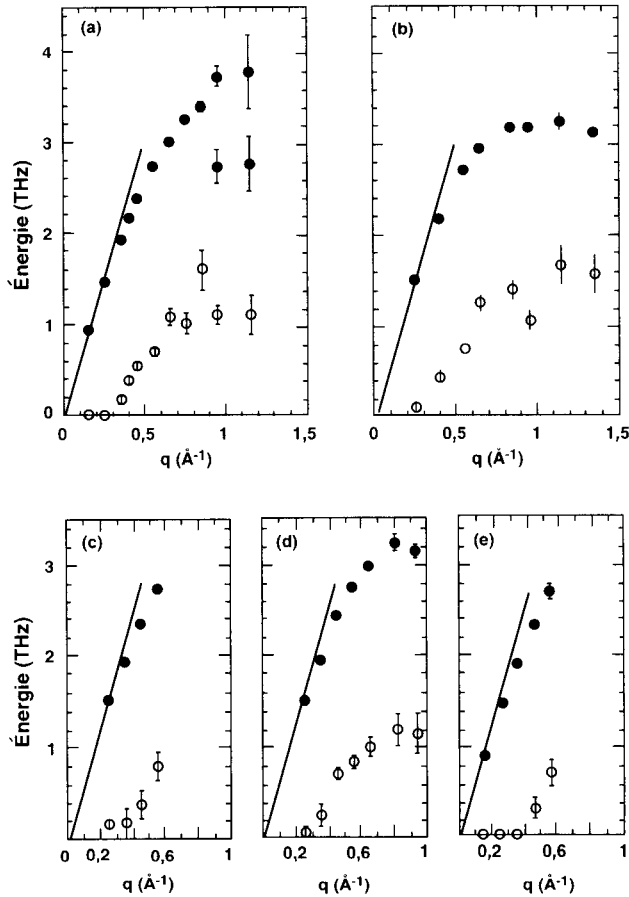 (a)
(b)
4
3
2
1
0
Énergie (THz)
0
0,5
1
1,5
q (Å⁻¹)
0
0,5
1
1,5
q (Å⁻¹)
(c)
(d)
(e)
3
2
1
Énergie (THz)
0
0,2
0,6
1
q (Å⁻¹)
0,2
0,6
1
q (Å⁻¹)
0,2
0,6
1
q (Å⁻¹)